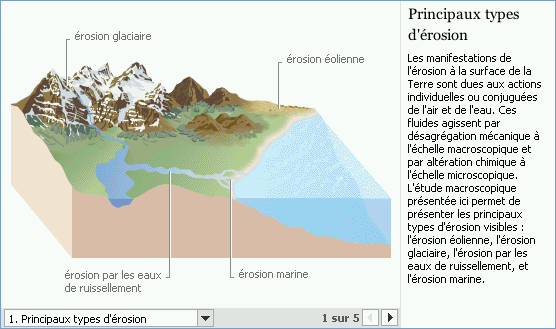 érosion glaciaire
érosion éolienne
érosion par les eaux
de ruissellement
érosion marine
1. Principaux types d'érosion
1 sur 5
Principaux types
d'érosion
Les manifestations de
l'érosion à la surface de la
Terre sont dues aux actions
individuelles ou conjuguées
de l'air et de l'eau. Ces
fluides agissent par
désagrégation mécanique à
l'échelle macroscopique et
par altération chimique à
l'échelle microscopique.
L'étude macroscopique
présentée ici permet de
présenter les principaux
types d'érosion visibles :
l'érosion éolienne, l'érosion
glaciaire, l'érosion par les
eaux de ruissellement, et
l'érosion marine.